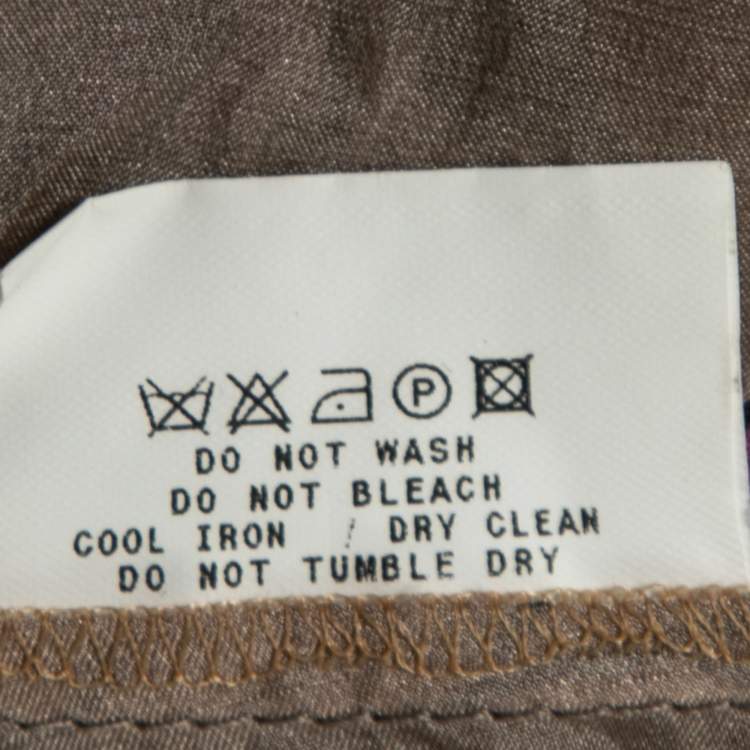 P
DO NOT WASH
DO NOT BLEACH
COOL IRON / DRY CLEAN
DO NOT TUMBLE DRY